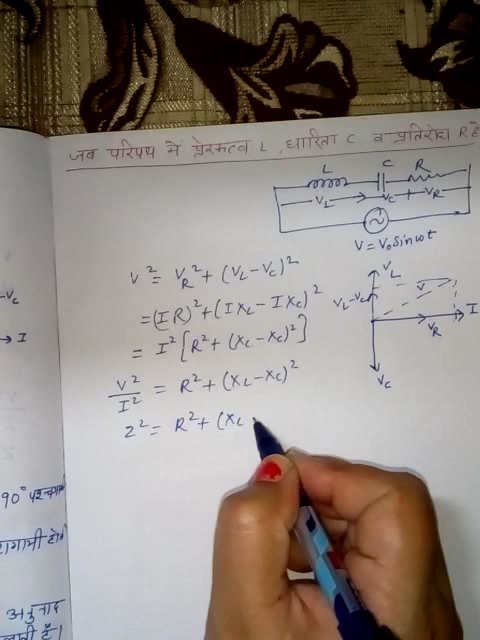 जब परिपथ में प्रेरकत्व L, धारिता C व प्रतिरोध R हो
L C R
V_L V_C V_R
V = V₀ sin ωt
V² = V_R² + (V_L - V_C)²
= (IR)² + (IX_L - IX_C)²
= I² [R² + (X_L - X_C)²]
V²/I² = R² + (X_L - X_C)²
Z² = R² + (X_L
V_L
V_L-V_C V
V_R I
V_C
-V_C
→ I
90° पश्चगामी
अनुनाद